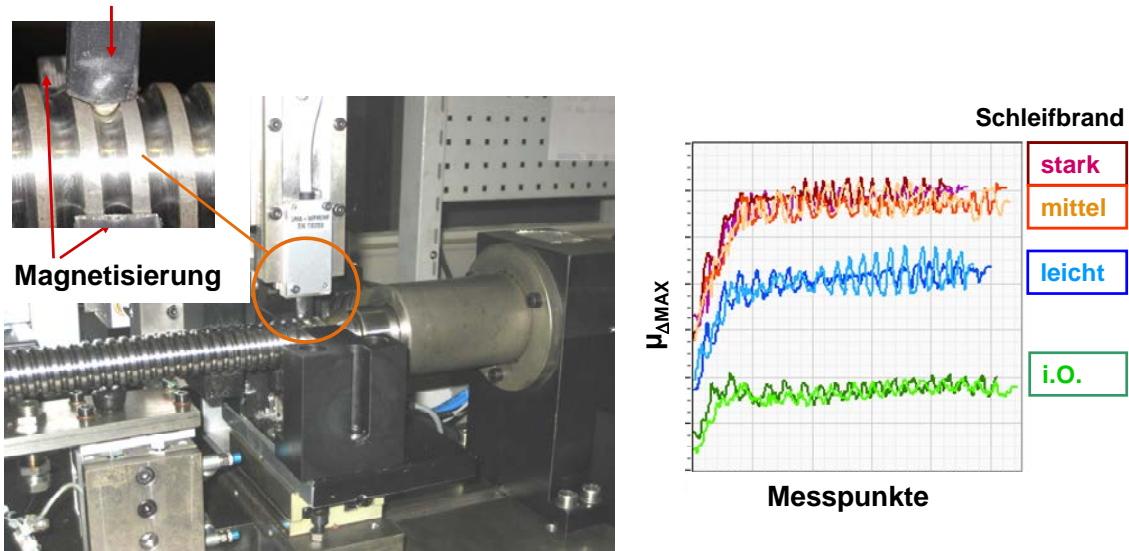 Magnetisierung
Schleifbrand
stark
mittel
leicht
i.O.
μΔMAX
Messpunkte